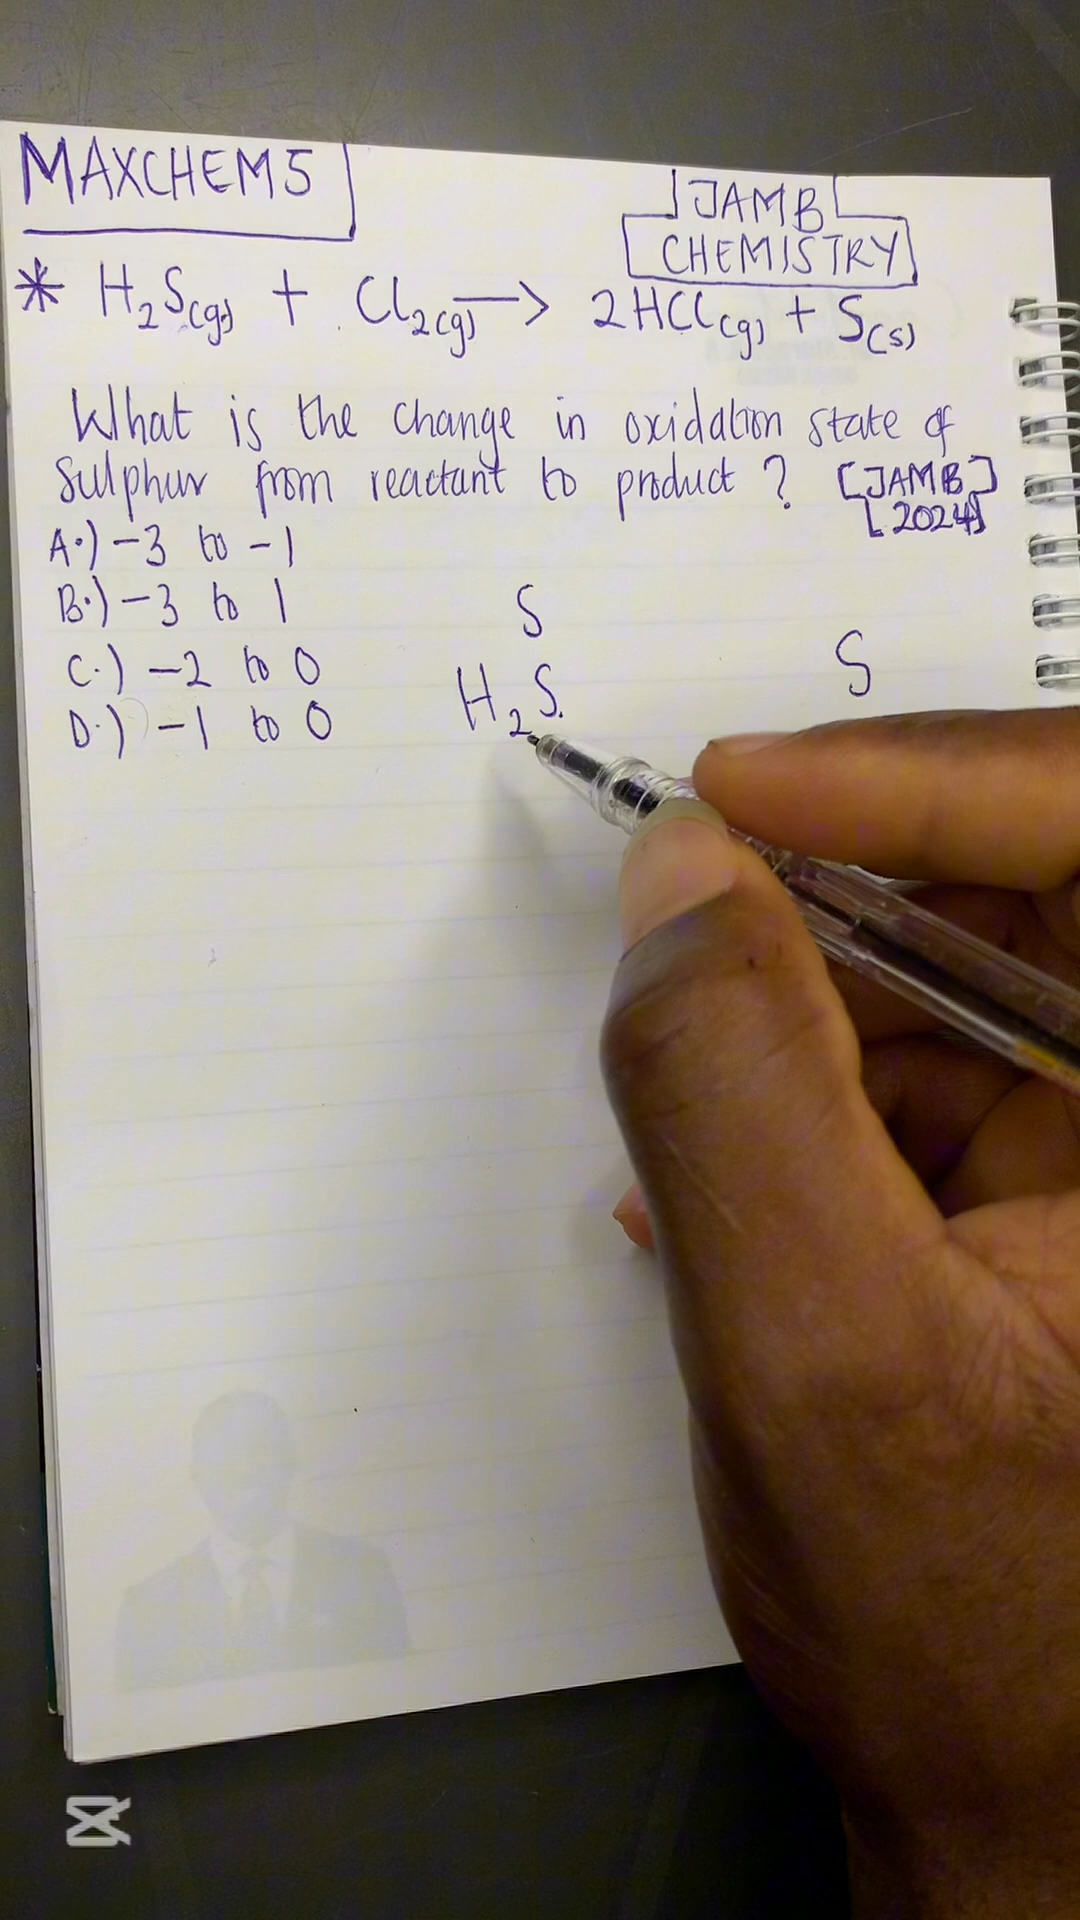 MAXCHEM5
JAMB
CHEMISTRY
* H₂S(g) + Cl₂(g) → 2HCl(g) + S(s)
What is the change in oxidation state of
Sulphur from reactant to product ? [JAMB]
[2024]
A.) -3 to -1
B.) -3 to 1
C.) -2 to 0
D.) -1 to 0
S
S
H₂S.